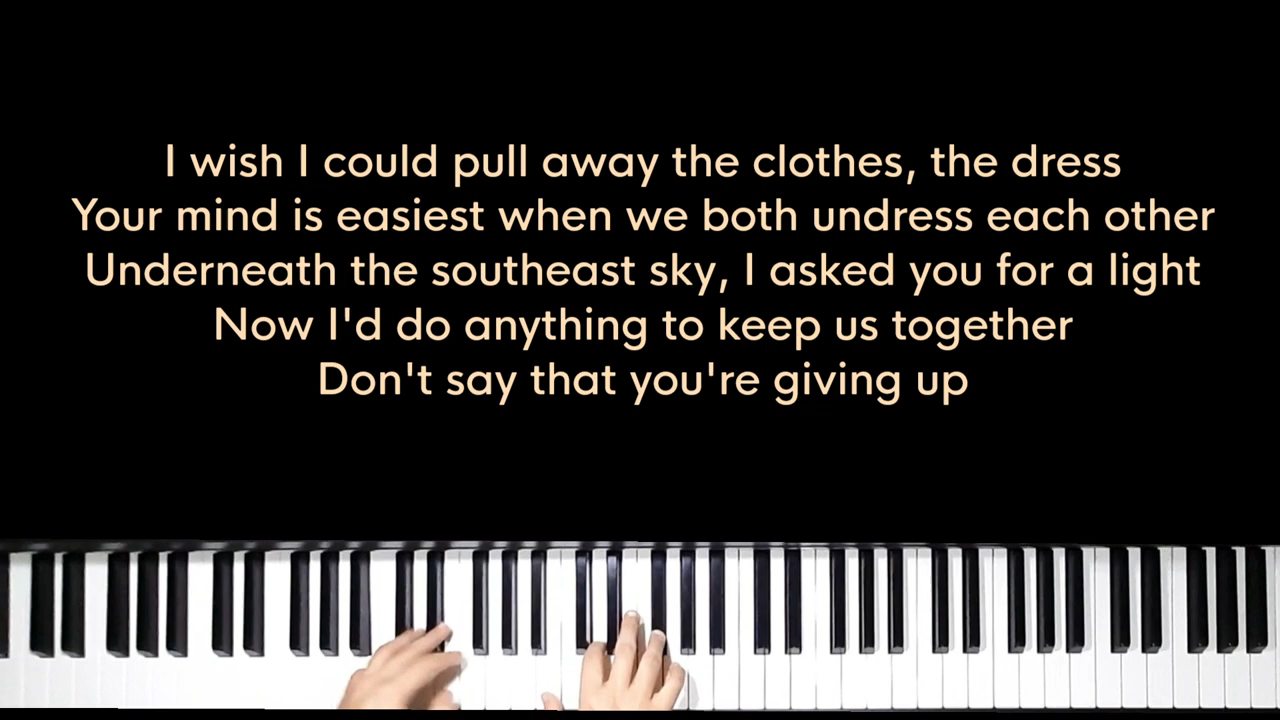 I wish I could pull away the clothes, the dress
Your mind is easiest when we both undress each other
Underneath the southeast sky, I asked you for a light
Now I'd do anything to keep us together
Don't say that you're giving up